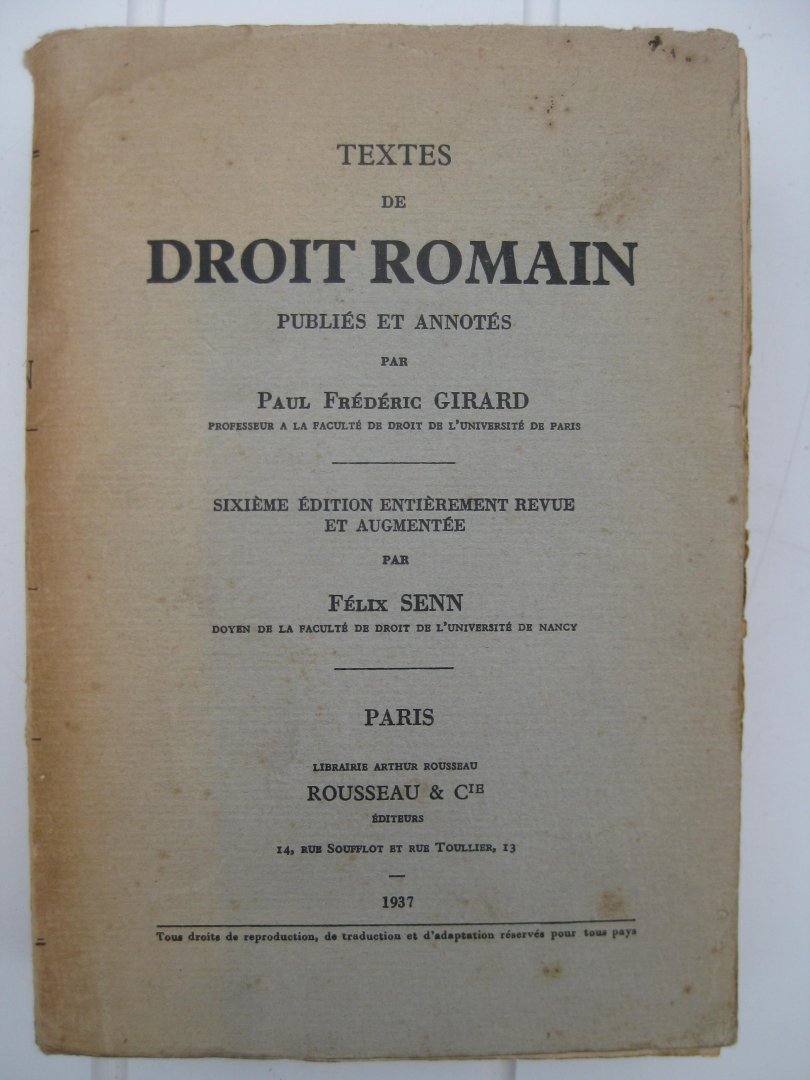 TEXTES
DE
DROIT ROMAIN
PUBLIÉS ET ANNOTÉS
PAR
PAUL FRÉDÉRIC GIRARD
PROFESSEUR A LA FACULTÉ DE DROIT DE L'UNIVERSITÉ DE PARIS
SIXIÈME ÉDITION ENTIÈREMENT REVUE
ET AUGMENTÉE
PAR
FÉLIX SENN
DOYEN DE LA FACULTÉ DE DROIT DE L'UNIVERSITÉ DE NANCY
PARIS
LIBRAIRIE ARTHUR ROUSSEAU
ROUSSEAU & CIE
ÉDITEURS
14, RUE SOUFFLOT ET RUE TOULLIER, 13
1937
Tous droits de reproduction, de traduction et d'adaptation réservés pour tous pays